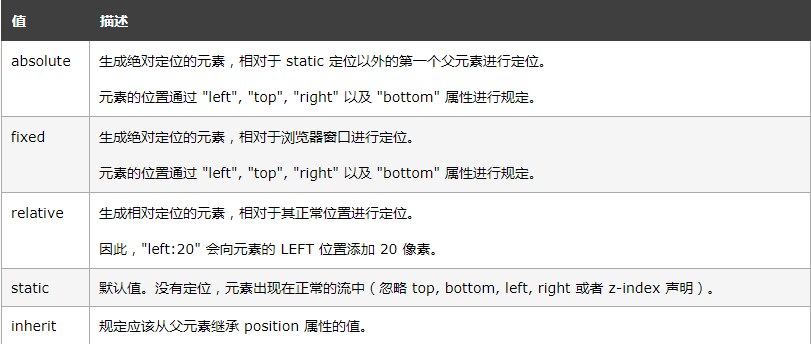 值 描述
absolute 生成绝对定位的元素，相对于 static 定位以外的第一个父元素进行定位。
元素的位置通过 "left", "top", "right" 以及 "bottom" 属性进行规定。
fixed 生成绝对定位的元素，相对于浏览器窗口进行定位。
元素的位置通过 "left", "top", "right" 以及 "bottom" 属性进行规定。
relative 生成相对定位的元素，相对于其正常位置进行定位。
因此，"left:20" 会向元素的 LEFT 位置添加 20 像素。
static 默认值。没有定位，元素出现在正常的流中（忽略 top, bottom, left, right 或者 z-index 声明）。
inherit 规定应该从父元素继承 position 属性的值。